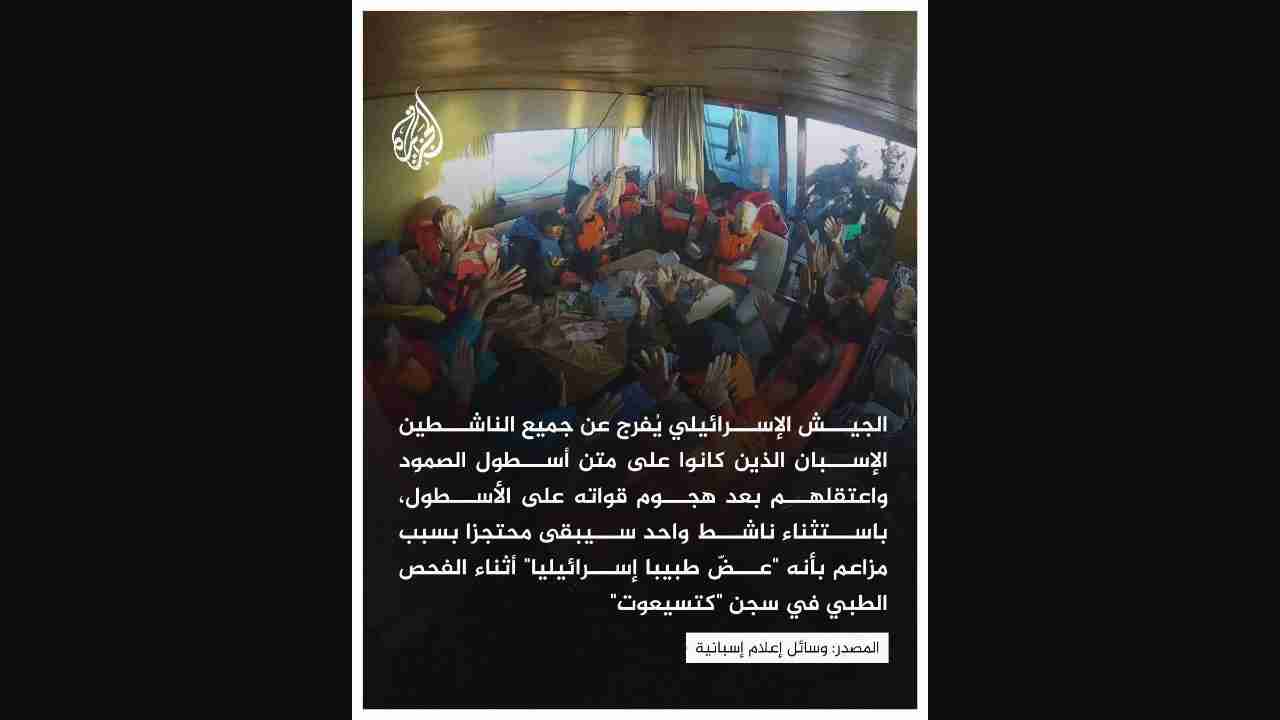 الجزيرة
الجيش الإسرائيلي يُفرج عن جميع الناشطين
الإسبان الذين كانوا على متن أسطول الصمود
واعتقلهم بعد هجوم قواته على الأسطول،
باستثناء ناشط واحد سيبقى محتجزا بسبب
مزاعم بأنه "عضّ طبيبا إسرائيليا" أثناء الفحص
الطبي في سجن "كتسيعوت"
المصدر: وسائل إعلام إسبانية